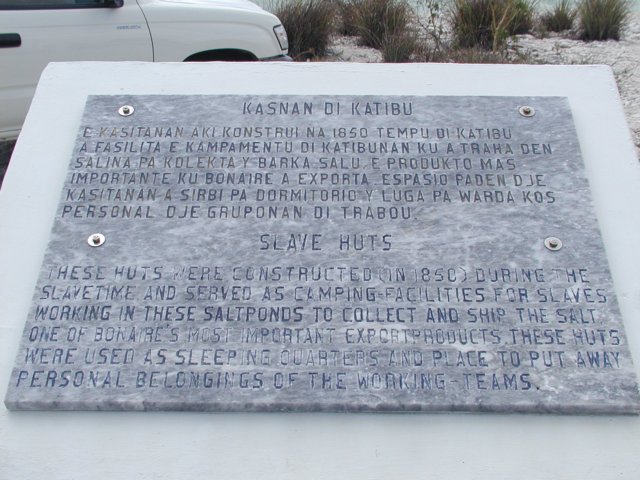 KASNAN DI KATIBU
E KASITANAN AKI KONSTRUI NA 1850 TEMPU DI KATIBU
A FASILITA E KAMPAMENTU DI KATIBUNAN KU A TRAHA DEN
SALINA PA KOLEKTA Y BARKA SALU, E PRODUKTO MAS
IMPORTANTE KU BONAIRE A EXPORTA. ESPASIO PADEN DJE
KASITANAN A SIRBI PA DORMITORIO Y LUGA PA WARDA KOS
PERSONAL DJE GRUPONAN DI TRABOU.
SLAVE HUTS
THESE HUTS WERE CONSTRUCTED (IN 1850) DURING THE
SLAVETIME AND SERVED AS CAMPING-FACILITIES FOR SLAVES
WORKING IN THESE SALTPONDS TO COLLECT AND SHIP THE SALT,
ONE OF BONAIRE'S MOST IMPORTANT EXPORTPRODUCTS. THESE HUTS
WERE USED AS SLEEPING QUARTERS AND PLACE TO PUT AWAY
PERSONAL BELONGINGS OF THE WORKING-TEAMS.